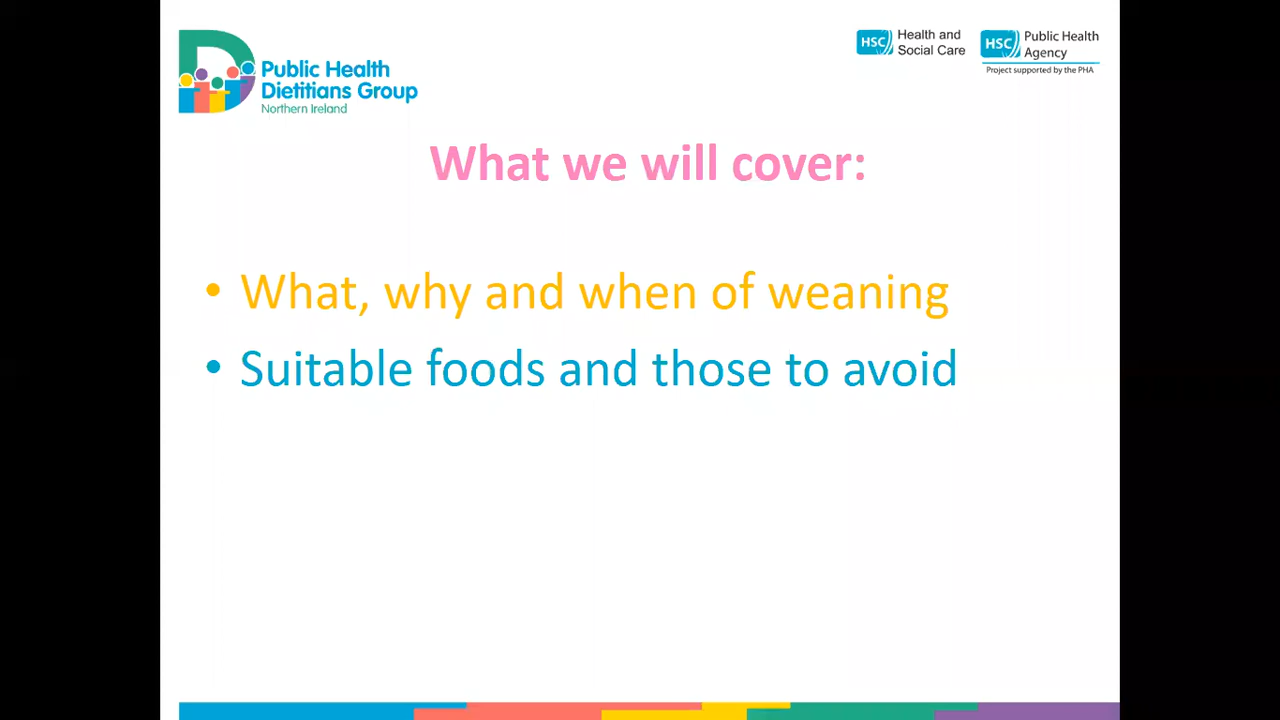 Public Health
Dietitians Group
Northern Ireland
HSC Health and
Social Care
HSC Public Health
Agency
Project supported by the PHA
What we will cover:
• What, why and when of weaning
• Suitable foods and those to avoid